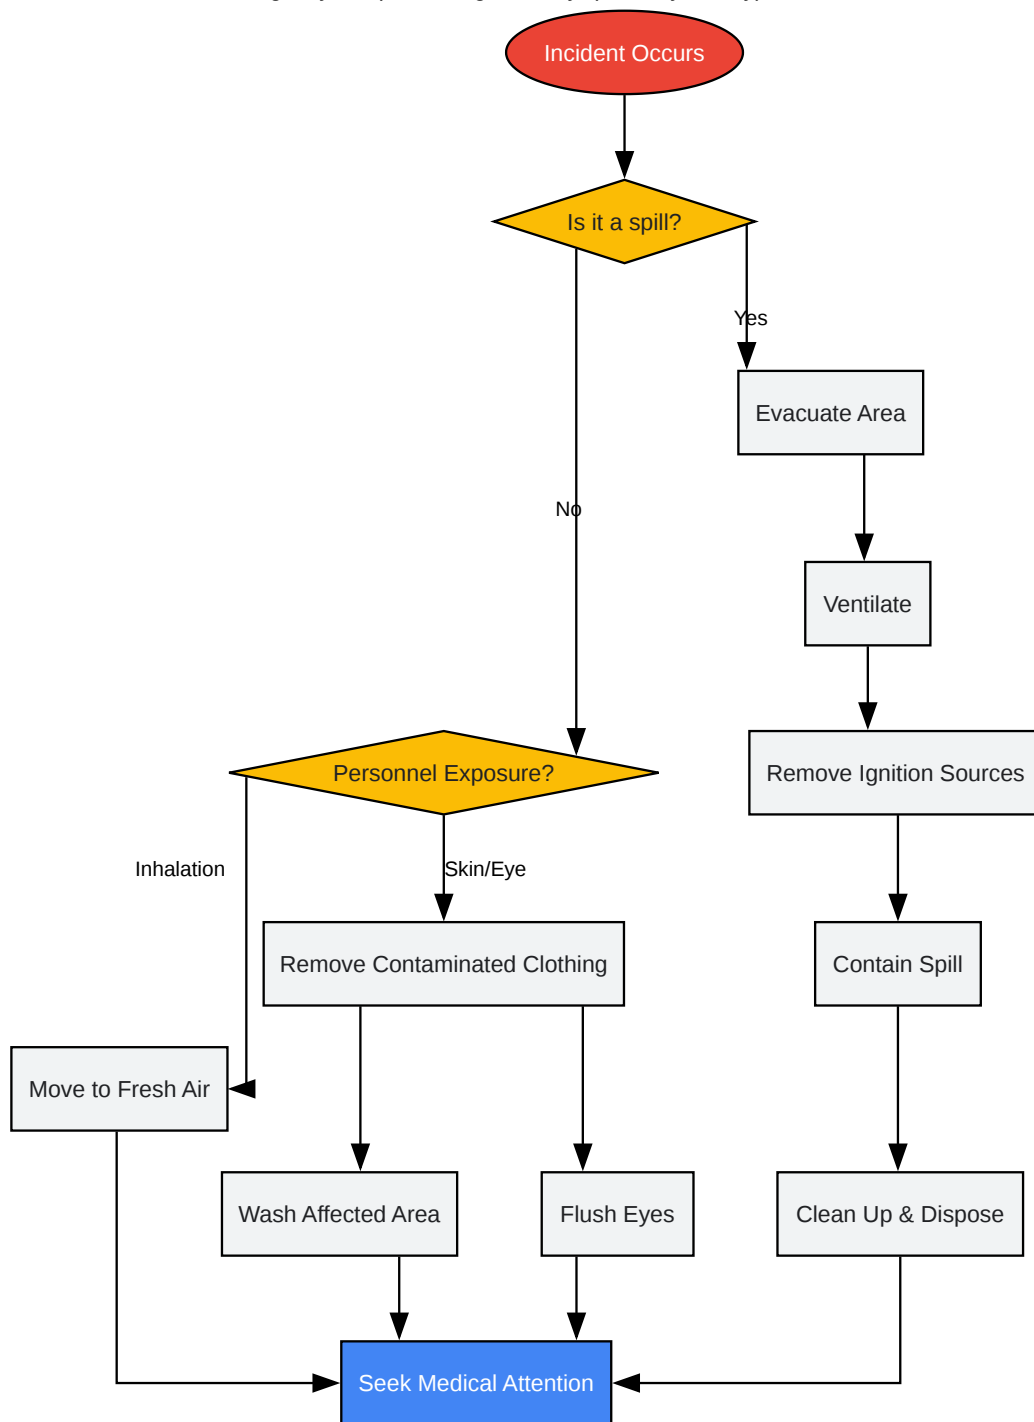 Incident Occurs
Is it a spill?
Yes
Evacuate Area
No
Ventilate
Personnel Exposure?
Remove Ignition Sources
Inhalation
Skin/Eye
Remove Contaminated Clothing
Contain Spill
Move to Fresh Air
Wash Affected Area
Flush Eyes
Clean Up & Dispose
Seek Medical Attention